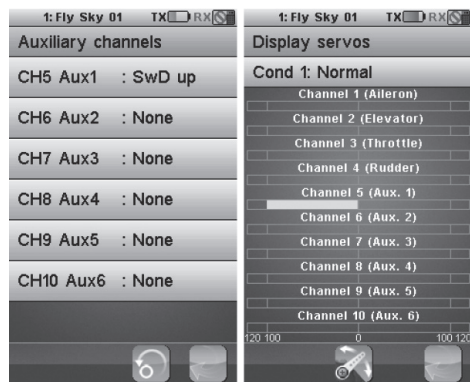 1: Fly Sky 01 TX RX
Auxiliary channels
CH5 Aux1 : SwD up
CH6 Aux2 : None
CH7 Aux3 : None
CH8 Aux4 : None
CH9 Aux5 : None
CH10 Aux6 : None
1: Fly Sky 01 TX RX
Display servos
Cond 1: Normal
Channel 1 (Aileron)
Channel 2 (Elevator)
Channel 3 (Throttle)
Channel 4 (Rudder)
Channel 5 (Aux. 1)
Channel 6 (Aux. 2)
Channel 7 (Aux. 3)
Channel 8 (Aux. 4)
Channel 9 (Aux. 5)
Channel 10 (Aux. 6)
120 100 0 100 120